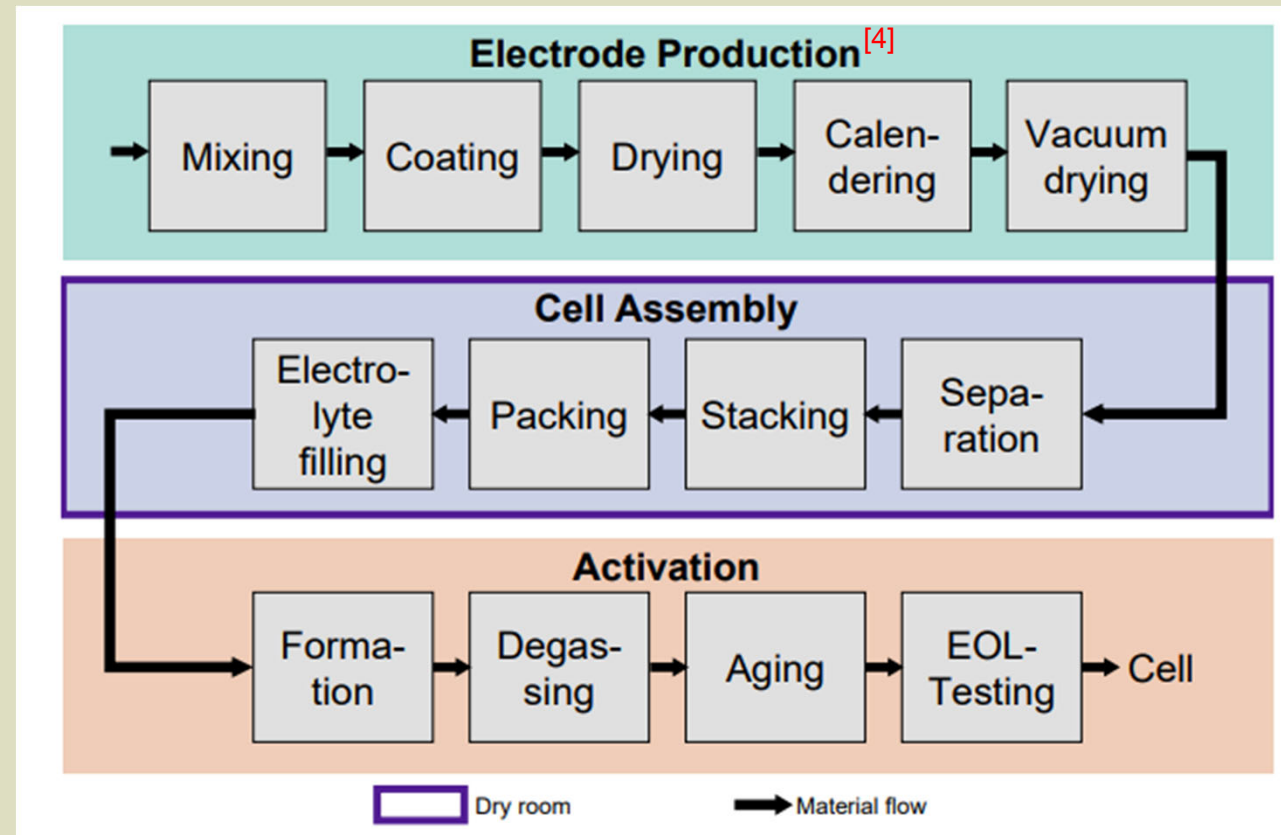 Electrode Production[4]
Mixing
Coating
Drying
Calen-
dering
Vacuum
drying
Cell Assembly
Electro-
lyte
filling
Packing
Stacking
Sepa-
ration
Activation
Forma-
tion
Degas-
sing
Aging
EOL-
Testing
Cell
Dry room
Material flow